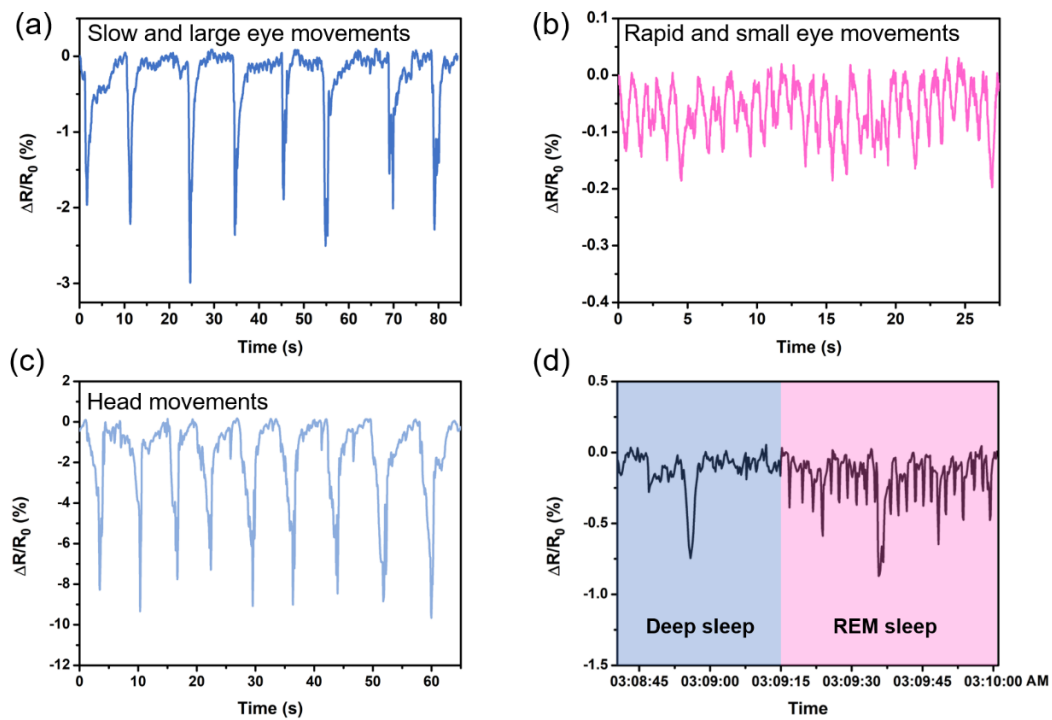 (a)
Slow and large eye movements
0
-1
-2
-3
ΔR/R₀ (%)
0 10 20 30 40 50 60 70 80
Time (s)
(b)
Rapid and small eye movements
0.1
0.0
-0.1
-0.2
-0.3
-0.4
ΔR/R₀ (%)
0 5 10 15 20 25
Time (s)
(c)
Head movements
2
0
-2
-4
-6
-8
-10
-12
ΔR/R₀ (%)
0 10 20 30 40 50 60
Time (s)
(d)
0.5
0.0
-0.5
-1.0
-1.5
ΔR/R₀ (%)
Deep sleep REM sleep
03:08:45 03:09:00 03:09:15 03:09:30 03:09:45 03:10:00 AM
Time